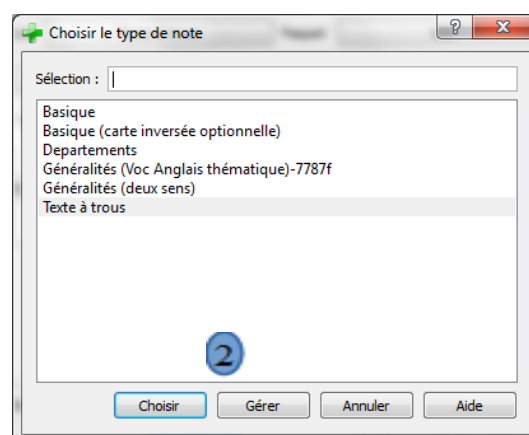 Choisir le type de note
Sélection :
Basique
Basique (carte inversée optionnelle)
Departements
Généralités (Voc Anglais thématique)-7787f
Généralités (deux sens)
Texte à trous
2
Choisir Gérer Annuler Aide